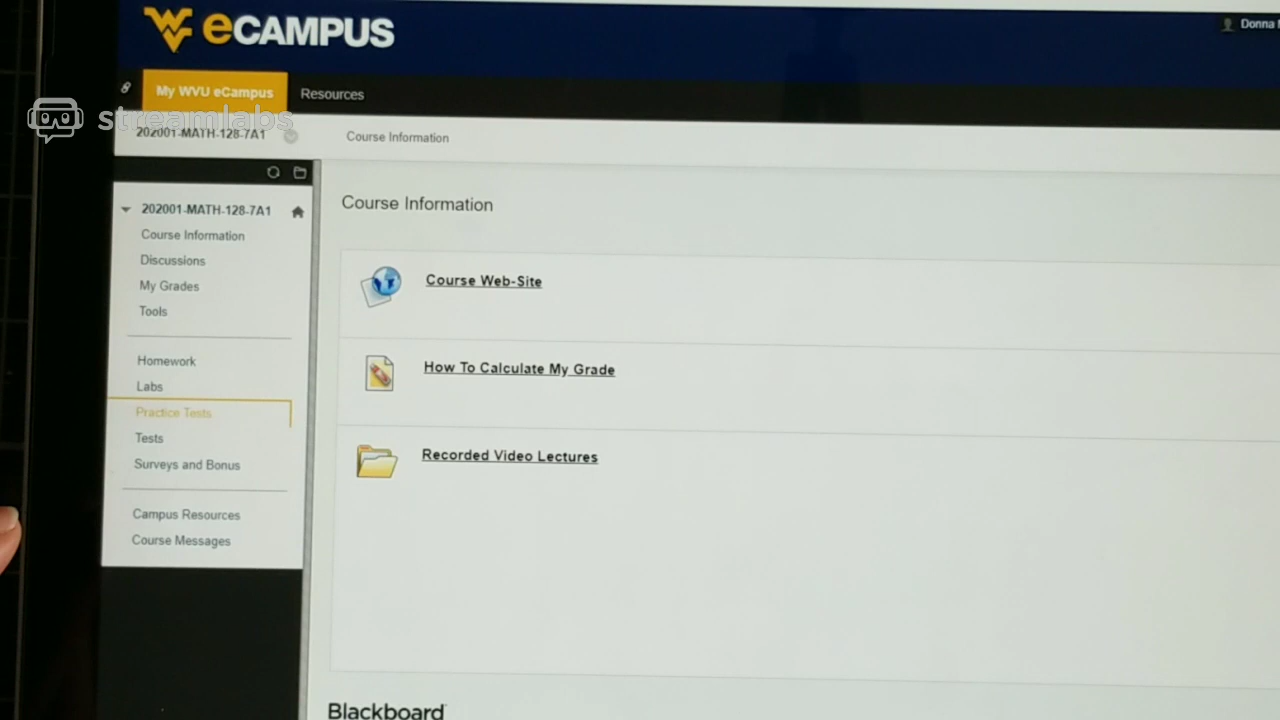 WV eCAMPUS
Donna
My WVU eCampus
Resources
streamlabs
202001-MATH-128-7A1
Course Information
202001-MATH-128-7A1
Course Information
Discussions
My Grades
Tools
Homework
Labs
Practice Tests
Tests
Surveys and Bonus
Campus Resources
Course Messages
Course Information
Course Web-Site
How To Calculate My Grade
Recorded Video Lectures
Blackboard